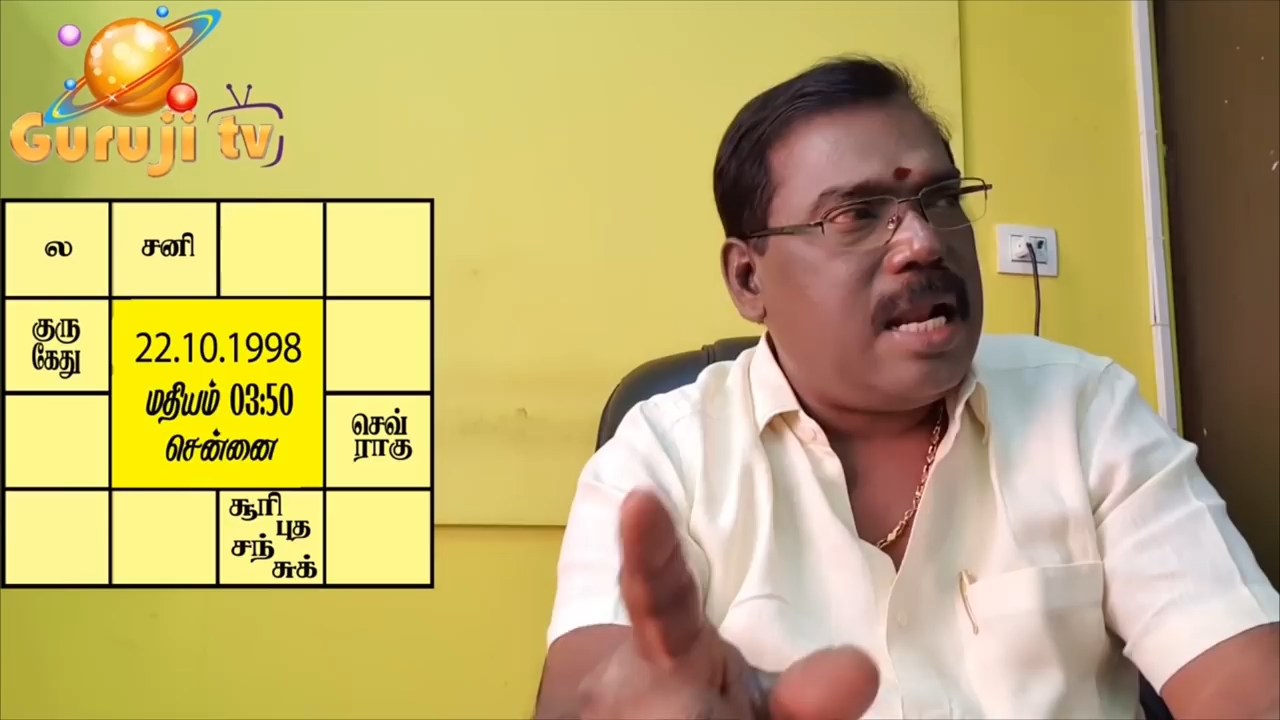 Guruji tv
ல
சனி
குரு
கேது
22.10.1998
மதியம் 03:50
சென்னை
செவ்
ராகு
சூரி
புத
சந்
சுக்